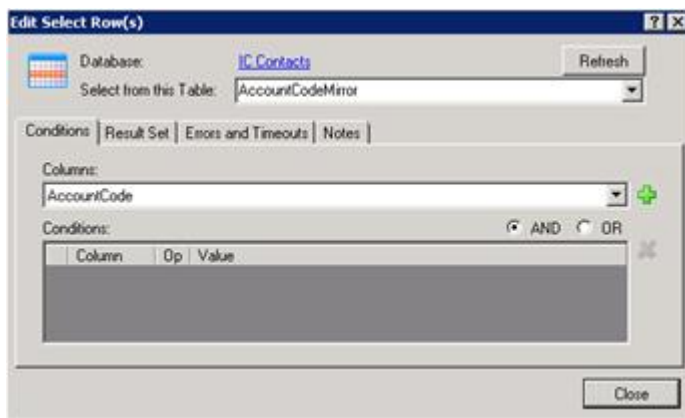 Edit Select Row(s)
Database: IC Contacts Refresh
Select from this Table: AccountCodeMirror
Conditions Result Set Errors and Timeouts Notes
Columns:
AccountCode
Conditions: AND OR
Column Op Value
Close